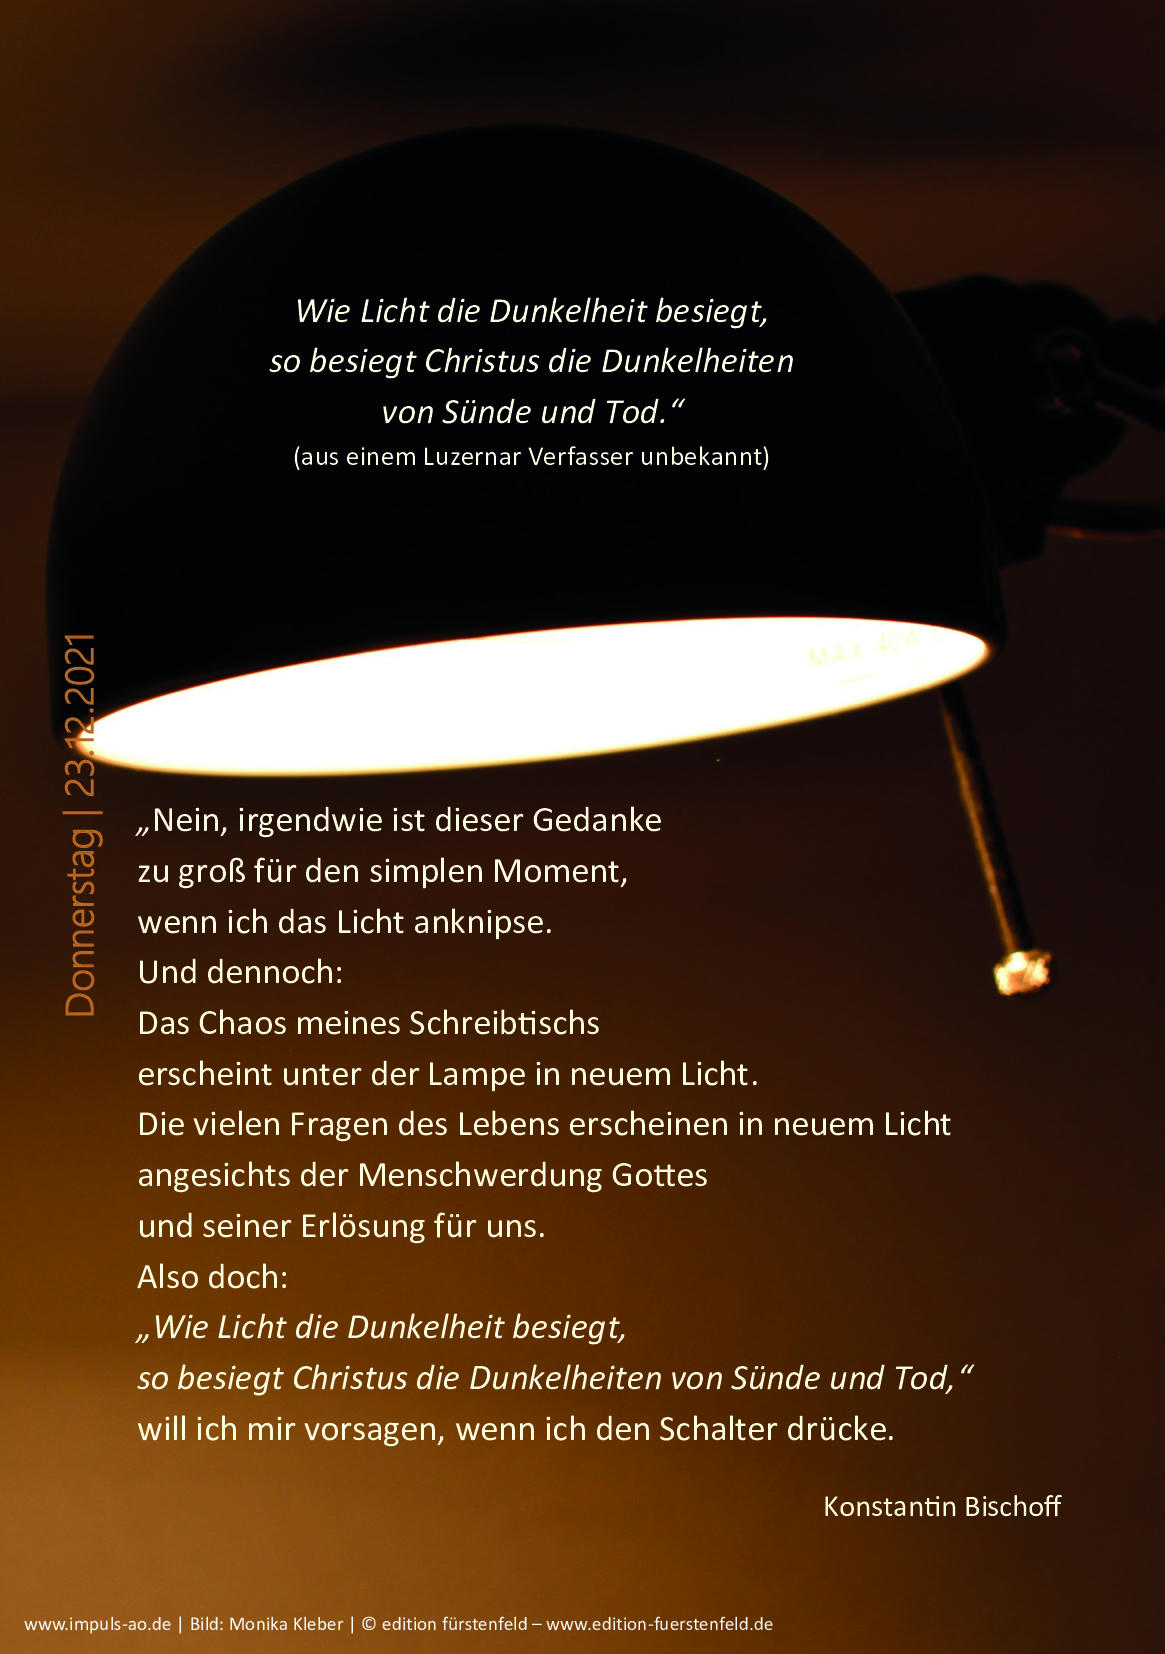 Wie Licht die Dunkelheit besiegt,
so besiegt Christus die Dunkelheiten
von Sünde und Tod.“
(aus einem Luzernar Verfasser unbekannt)
MAX 40W
Donnerstag | 23.12.2021
„Nein, irgendwie ist dieser Gedanke
zu groß für den simplen Moment,
wenn ich das Licht anknipse.
Und dennoch:
Das Chaos meines Schreibtischs
erscheint unter der Lampe in neuem Licht.
Die vielen Fragen des Lebens erscheinen in neuem Licht
angesichts der Menschwerdung Gottes
und seiner Erlösung für uns.
Also doch:
„Wie Licht die Dunkelheit besiegt,
so besiegt Christus die Dunkelheiten von Sünde und Tod,“
will ich mir vorsagen, wenn ich den Schalter drücke.
Konstantin Bischoff
www.impuls-ao.de | Bild: Monika Kleber | © edition fürstenfeld – www.edition-fuerstenfeld.de